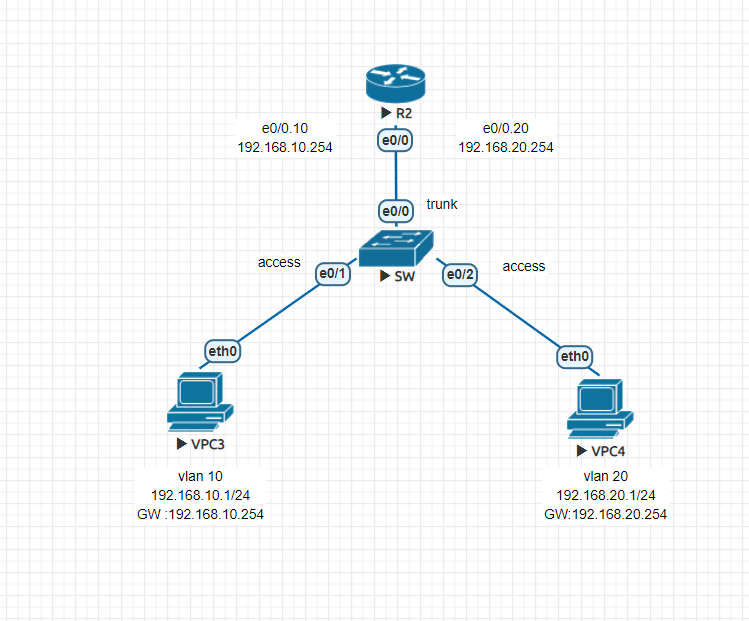 R2
e0/0.10
192.168.10.254
e0/0.20
192.168.20.254
e0/0
e0/0
trunk
SW
access
e0/1
e0/2
access
eth0
eth0
VPC3
VPC4
vlan 10
192.168.10.1/24
GW :192.168.10.254
vlan 20
192.168.20.1/24
GW:192.168.20.254